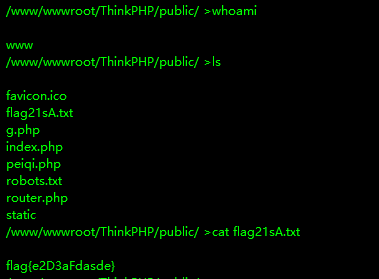 /www/wwwroot/ThinkPHP/public/ >whoami
www
/www/wwwroot/ThinkPHP/public/ >ls
favicon.ico
flag21sA.txt
g.php
index.php
peiqi.php
robots.txt
router.php
static
/www/wwwroot/ThinkPHP/public/ >cat flag21sA.txt
flag{e2D3aFdasde}